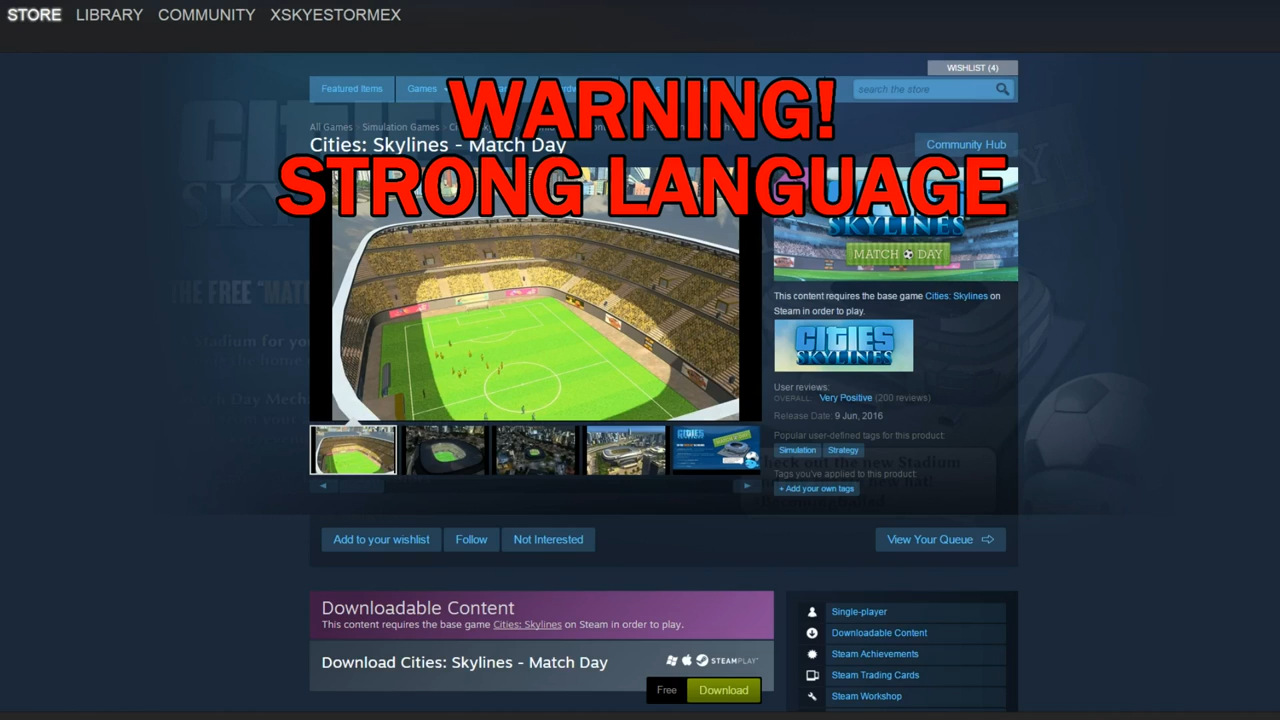 STORE LIBRARY COMMUNITY XSKYESTORMEX
WISHLIST (4)
Featured Items Games search the store
WARNING!
All Games > Simulation Games >
Cities: Skylines - Match Day
Community Hub
STRONG LANGUAGE
SKYLINES
MATCH DAY
This content requires the base game Cities: Skylines on
Steam in order to play.
CITIES
SKYLINES
User reviews:
OVERALL: Very Positive (200 reviews)
Release Date: 9 Jun, 2016
Popular user-defined tags for this product:
Simulation Strategy
Tags you've applied to this product:
+ Add your own tags
Add to your wishlist Follow Not Interested View Your Queue
Downloadable Content
This content requires the base game Cities: Skylines on Steam in order to play.
Download Cities: Skylines - Match Day
STEAMPLAY
Free Download
Single-player
Downloadable Content
Steam Achievements
Steam Trading Cards
Steam Workshop